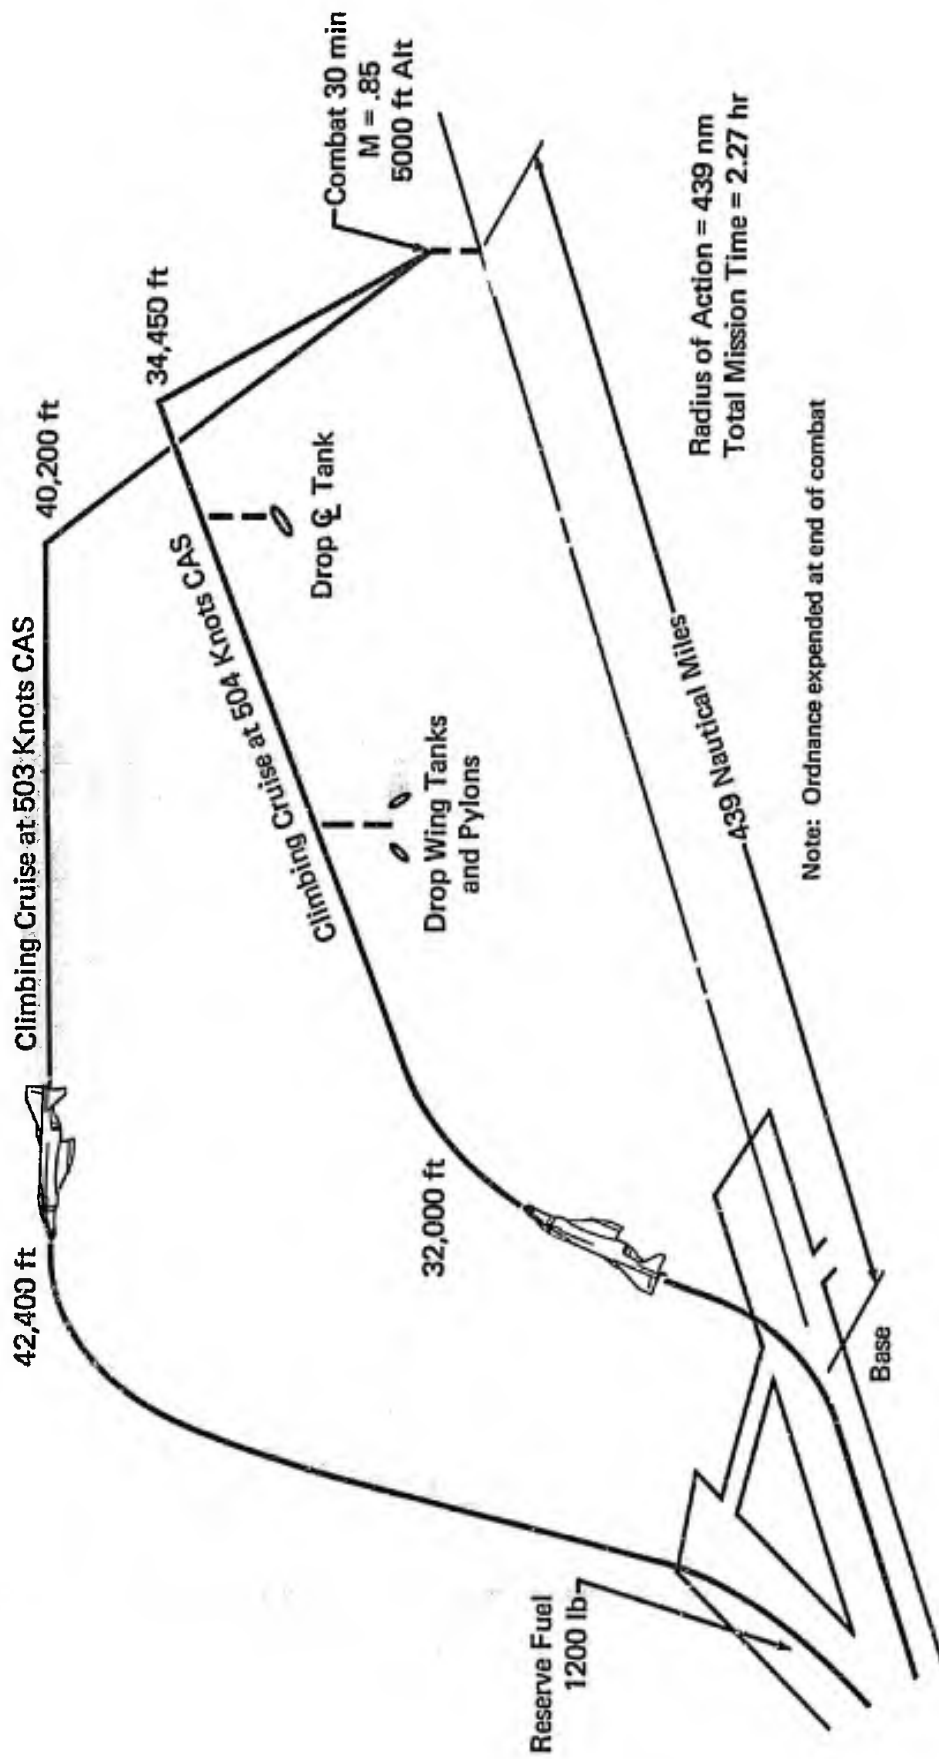 42,400 ft
Climbing Cruise at 503 Knots CAS
40,200 ft
34,450 ft
Combat 30 min
M = .85
5000 ft Alt
Climbing Cruise at 504 Knots CAS
Drop ℄ Tank
Drop Wing Tanks
and Pylons
32,000 ft
Reserve Fuel
1200 lb
Base
439 Nautical Miles
Radius of Action = 439 nm
Total Mission Time = 2.27 hr
Note: Ordnance expended at end of combat